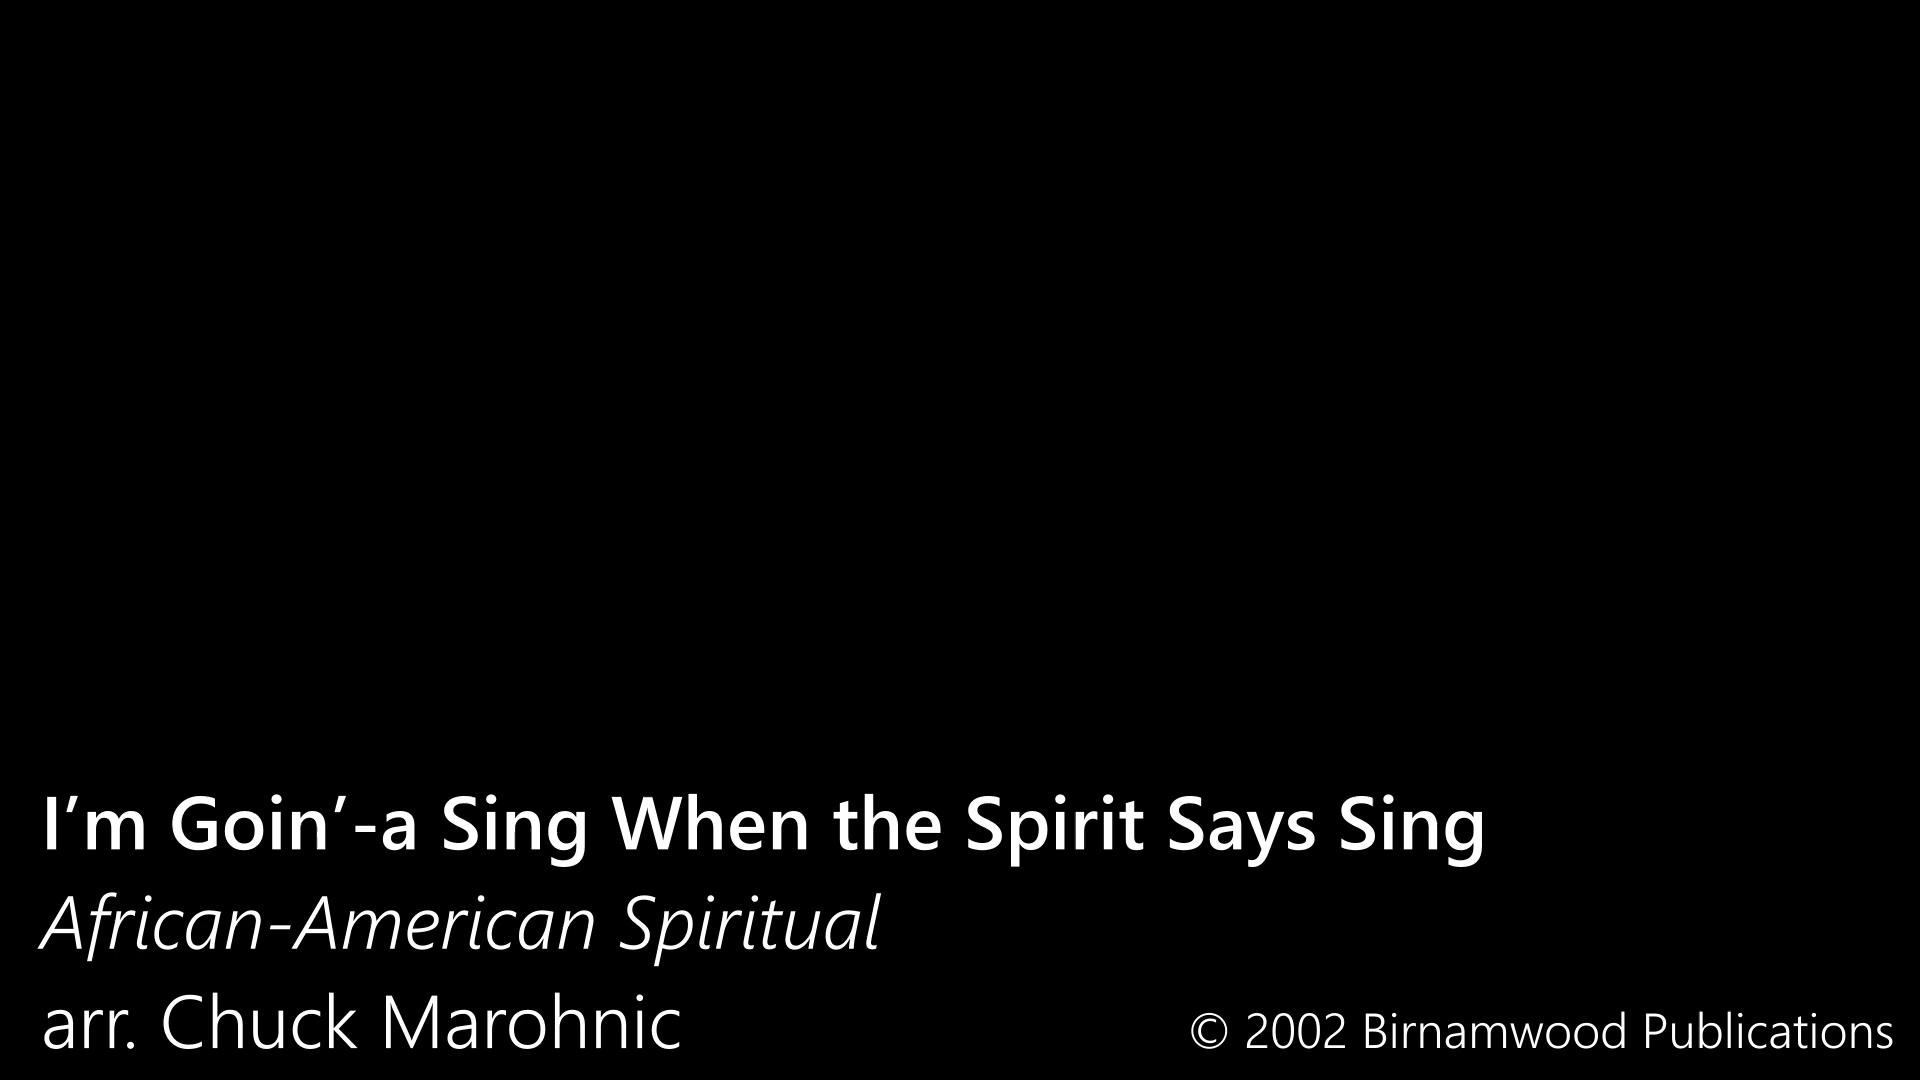 I’m Goin’-a Sing When the Spirit Says Sing
African-American Spiritual
arr. Chuck Marohnic
© 2002 Birnamwood Publications